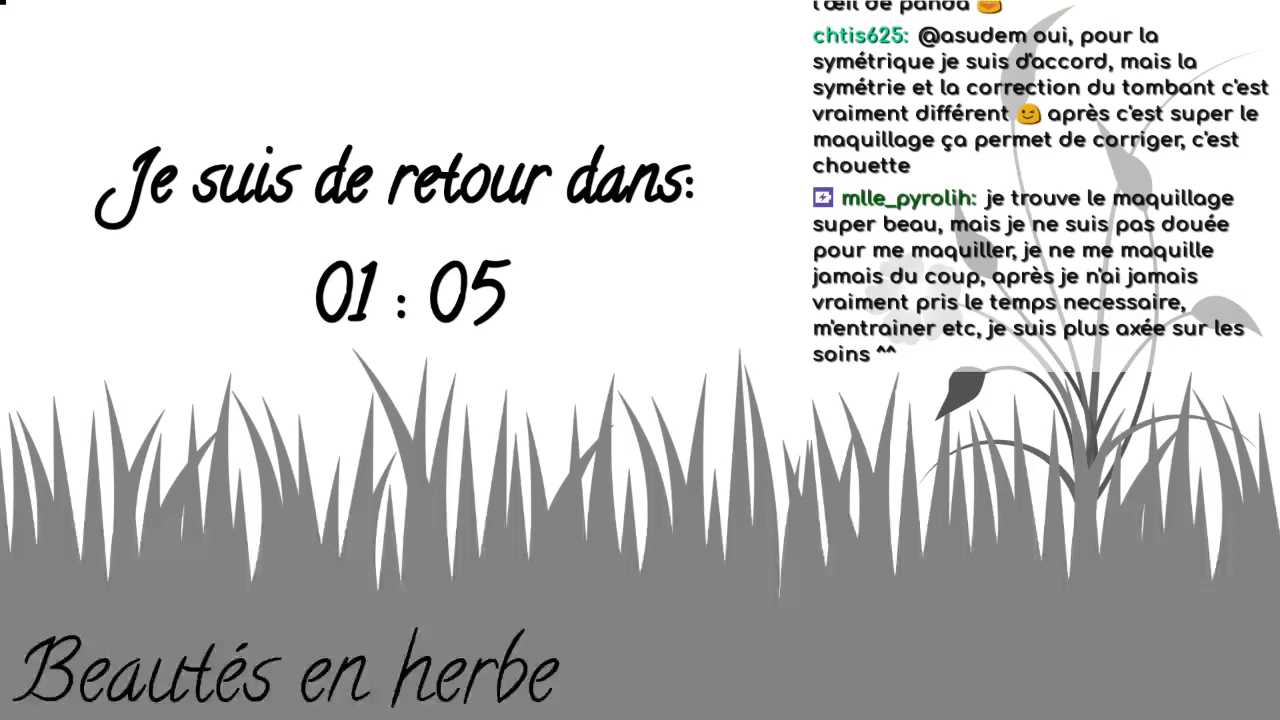 Je suis de retour dans:
01 : 05
l'œil de panda
chtis625: @asudem oui, pour la
symétrique je suis d'accord, mais la
symétrie et la correction du tombant c'est
vraiment différent 😉 après c'est super le
maquillage ça permet de corriger, c'est
chouette
mlle_pyrolih: je trouve le maquillage
super beau, mais je ne suis pas douée
pour me maquiller, je ne me maquille
jamais du coup, après je n'ai jamais
vraiment pris le temps necessaire,
m'entrainer etc, je suis plus axée sur les
soins ^^
Beautés en herbe